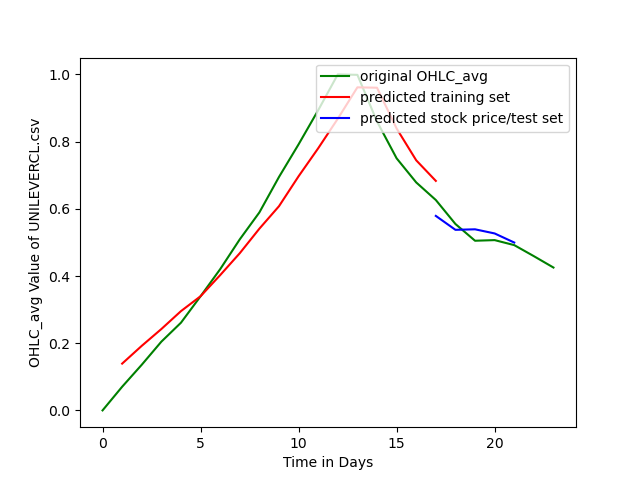 original OHLC_avg
predicted training set
predicted stock price/test set
OHLC_avg Value of UNILEVERCL.csv
1.0
0.8
0.6
0.4
0.2
0.0
0 5 10 15 20
Time in Days